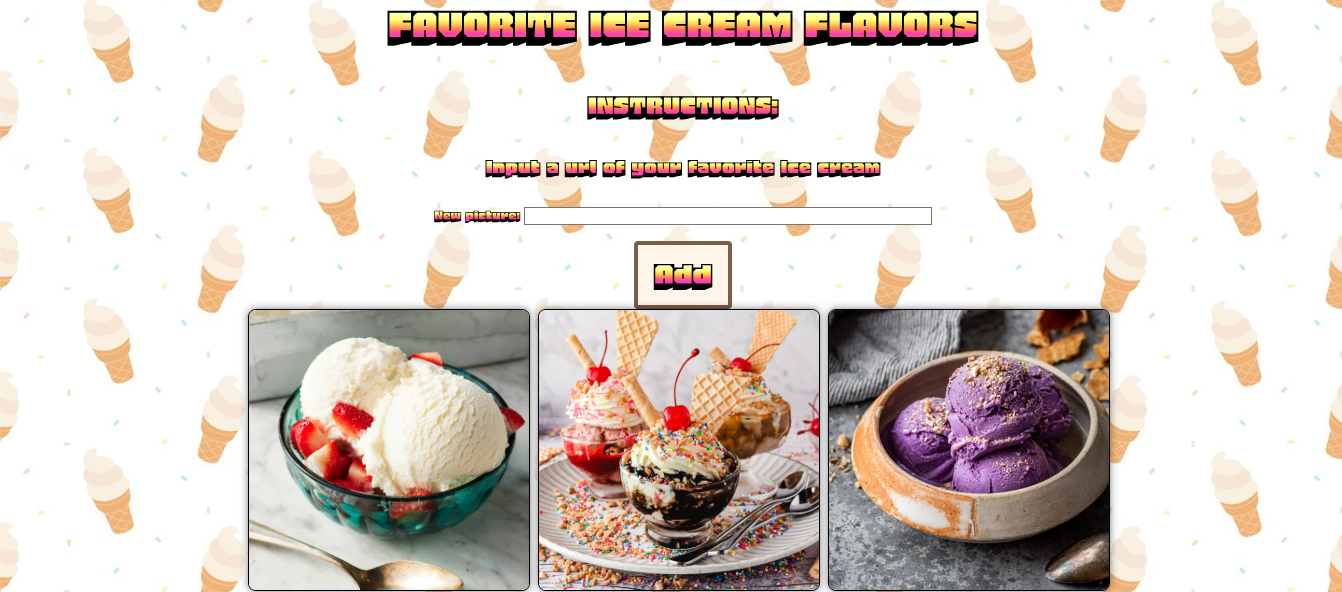 FAVORITE ICE CREAM FLAVORS
INSTRUCTIONS:
Input a url of your favorite ice cream
New picture:
Add